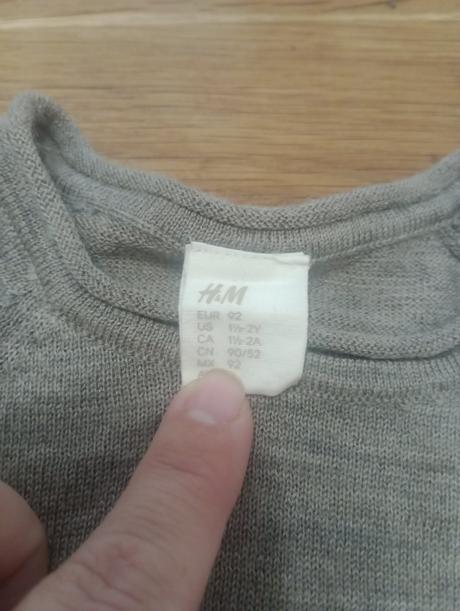 H&M
EUR 92
US 1½-2Y
CA 1½-2A
CN 90/52
MX 92